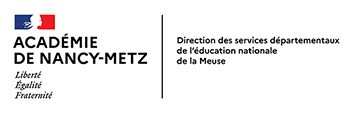 ACADÉMIE
DE NANCY-METZ
Liberté
Égalité
Fraternité
Direction des services départementaux
de l'éducation nationale
de la Meuse